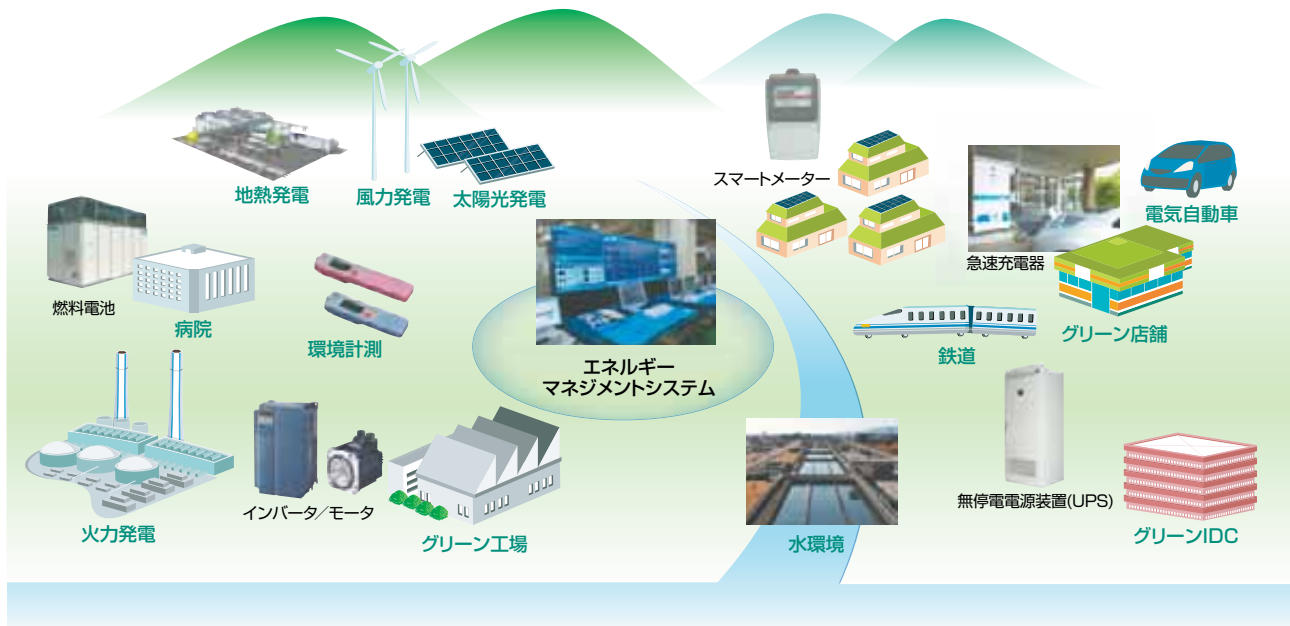 地熱発電
風力発電
太陽光発電
スマートメーター
電気自動車
急速充電器
燃料電池
病院
環境計測
エネルギー
マネジメントシステム
鉄道
グリーン店舗
火力発電
インバータ／モータ
グリーン工場
水環境
無停電電源装置(UPS)
グリーンIDC